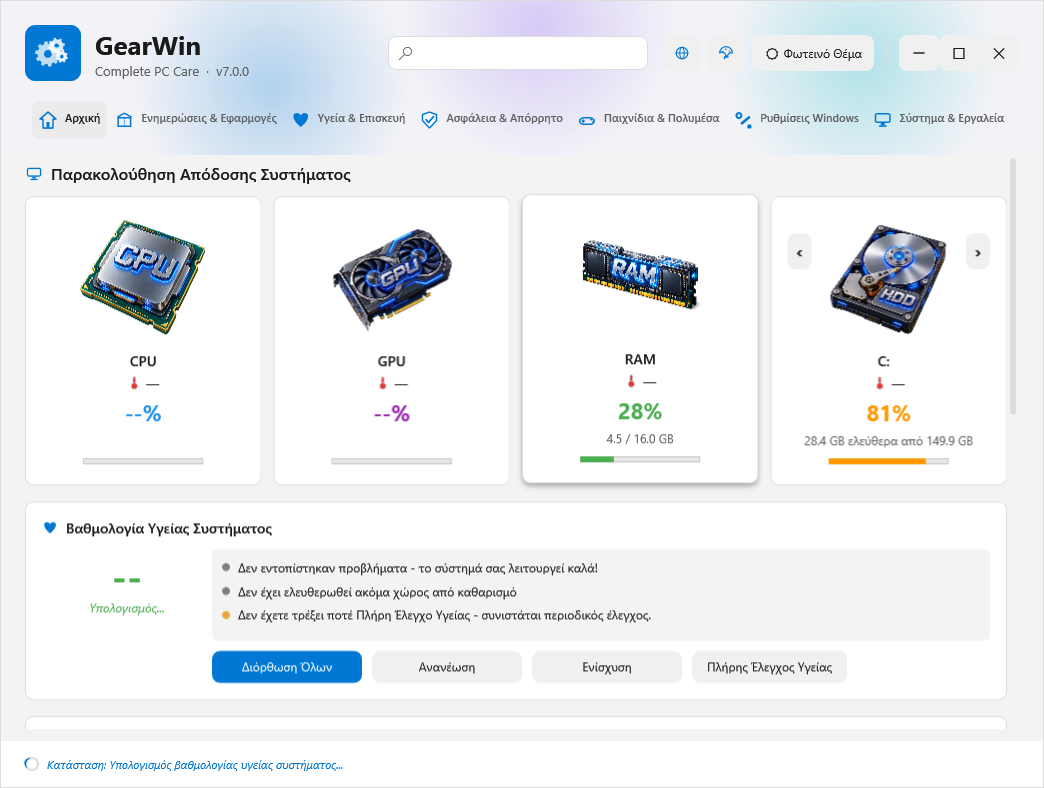 GearWin
Complete PC Care · v7.0.0
Φωτεινό Θέμα
Αρχική
Ενημερώσεις & Εφαρμογές
Υγεία & Επισκευή
Ασφάλεια & Απόρρητο
Παιχνίδια & Πολυμέσα
Ρυθμίσεις Windows
Σύστημα & Εργαλεία
Παρακολούθηση Απόδοσης Συστήματος
CPU
GPU
RAM
HDD
CPU
GPU
RAM
C:
—
—
—
—
--%
--%
28%
81%
4.5 / 16.0 GB
28.4 GB ελεύθερα από 149.9 GB
Βαθμολογία Υγείας Συστήματος
--
Υπολογισμός...
Δεν εντοπίστηκαν προβλήματα - το σύστημά σας λειτουργεί καλά!
Δεν έχει ελευθερωθεί ακόμα χώρος από καθαρισμό
Δεν έχετε τρέξει ποτέ Πλήρη Έλεγχο Υγείας - συνιστάται περιοδικός έλεγχος.
Διόρθωση Όλων
Ανανέωση
Ενίσχυση
Πλήρης Έλεγχος Υγείας
Κατάσταση: Υπολογισμός βαθμολογίας υγείας συστήματος...